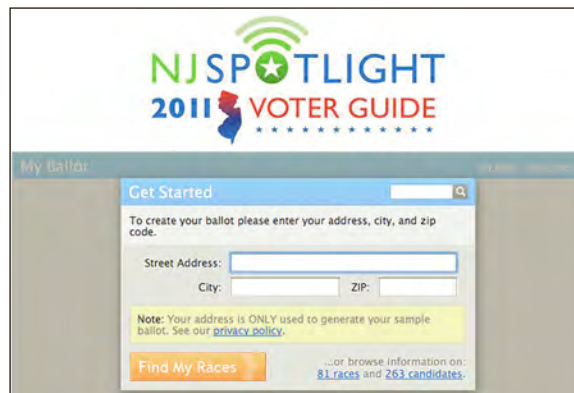 NJSPOTLIGHT
2011 VOTER GUIDE
My Ballot
Get Started
To create your ballot please enter your address, city, and zip
code.
Street Address:
City: ZIP:
Note: Your address is ONLY used to generate your sample
ballot. See our privacy policy.
Find My Races
...or browse information on:
81 races and 263 candidates.